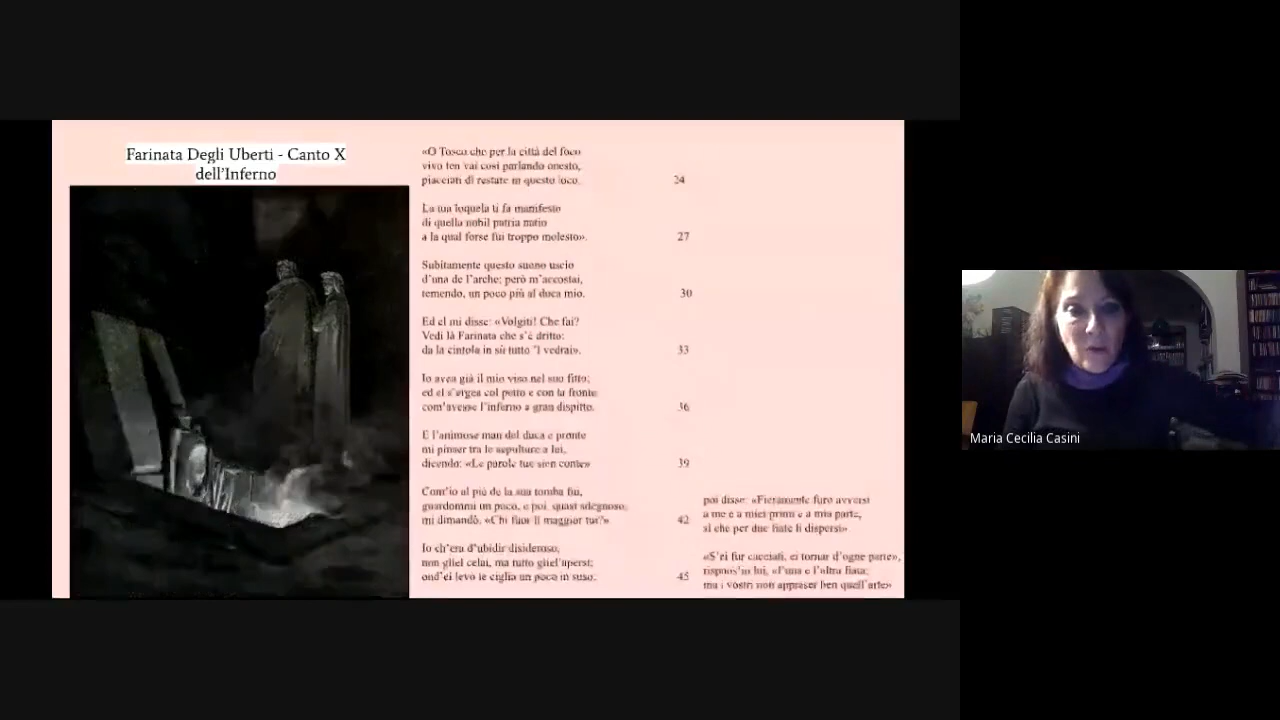 Farinata Degli Uberti - Canto X
dell'Inferno
«O Tosco che per la città del foco
vivo ten vai così parlando onesto,
piacciati di restare in questo loco. 24
La tua loquela ti fa manifesto
di quella nobil patrïa natio
a la qual forse fui troppo molesto». 27
Subitamente questo suono uscìo
d'una de l'arche; però m'accostai,
temendo, un poco più al duca mio. 30
Ed el mi disse: «Volgiti! Che fai?
Vedi là Farinata che s'è dritto:
da la cintola in sù tutto 'l vedrai». 33
Io avea già il mio viso nel suo fitto;
ed el s'ergea col petto e con la fronte
com'avesse l'inferno a gran dispitto. 36
E l'animose man del duca e pronte
mi pinser tra le sepulture a lui,
dicendo: «Le parole tue sien conte» 39
Com'io al piè de la sua tomba fui,
guardommi un poco, e poi, quasi sdegnoso,
mi dimandò, «Chi fuor li maggior tui?» 42
Io ch'era d'ubidir disideroso,
non gliel celai, ma tutto gliel'apersi;
ond'ei levò le ciglia un poco in suso. 45
poi disse: «Fieramente furo avversi
a me e a miei primi e a mia parte,
sì che per due fiate li dispersi»
«S'ei fur cacciati, ei tornar d'ogne parte»,
rispuos'io lui, «l'una e l'altra fiata;
ma i vostri non appreser ben quell'arte»
Maria Cecilia Casini